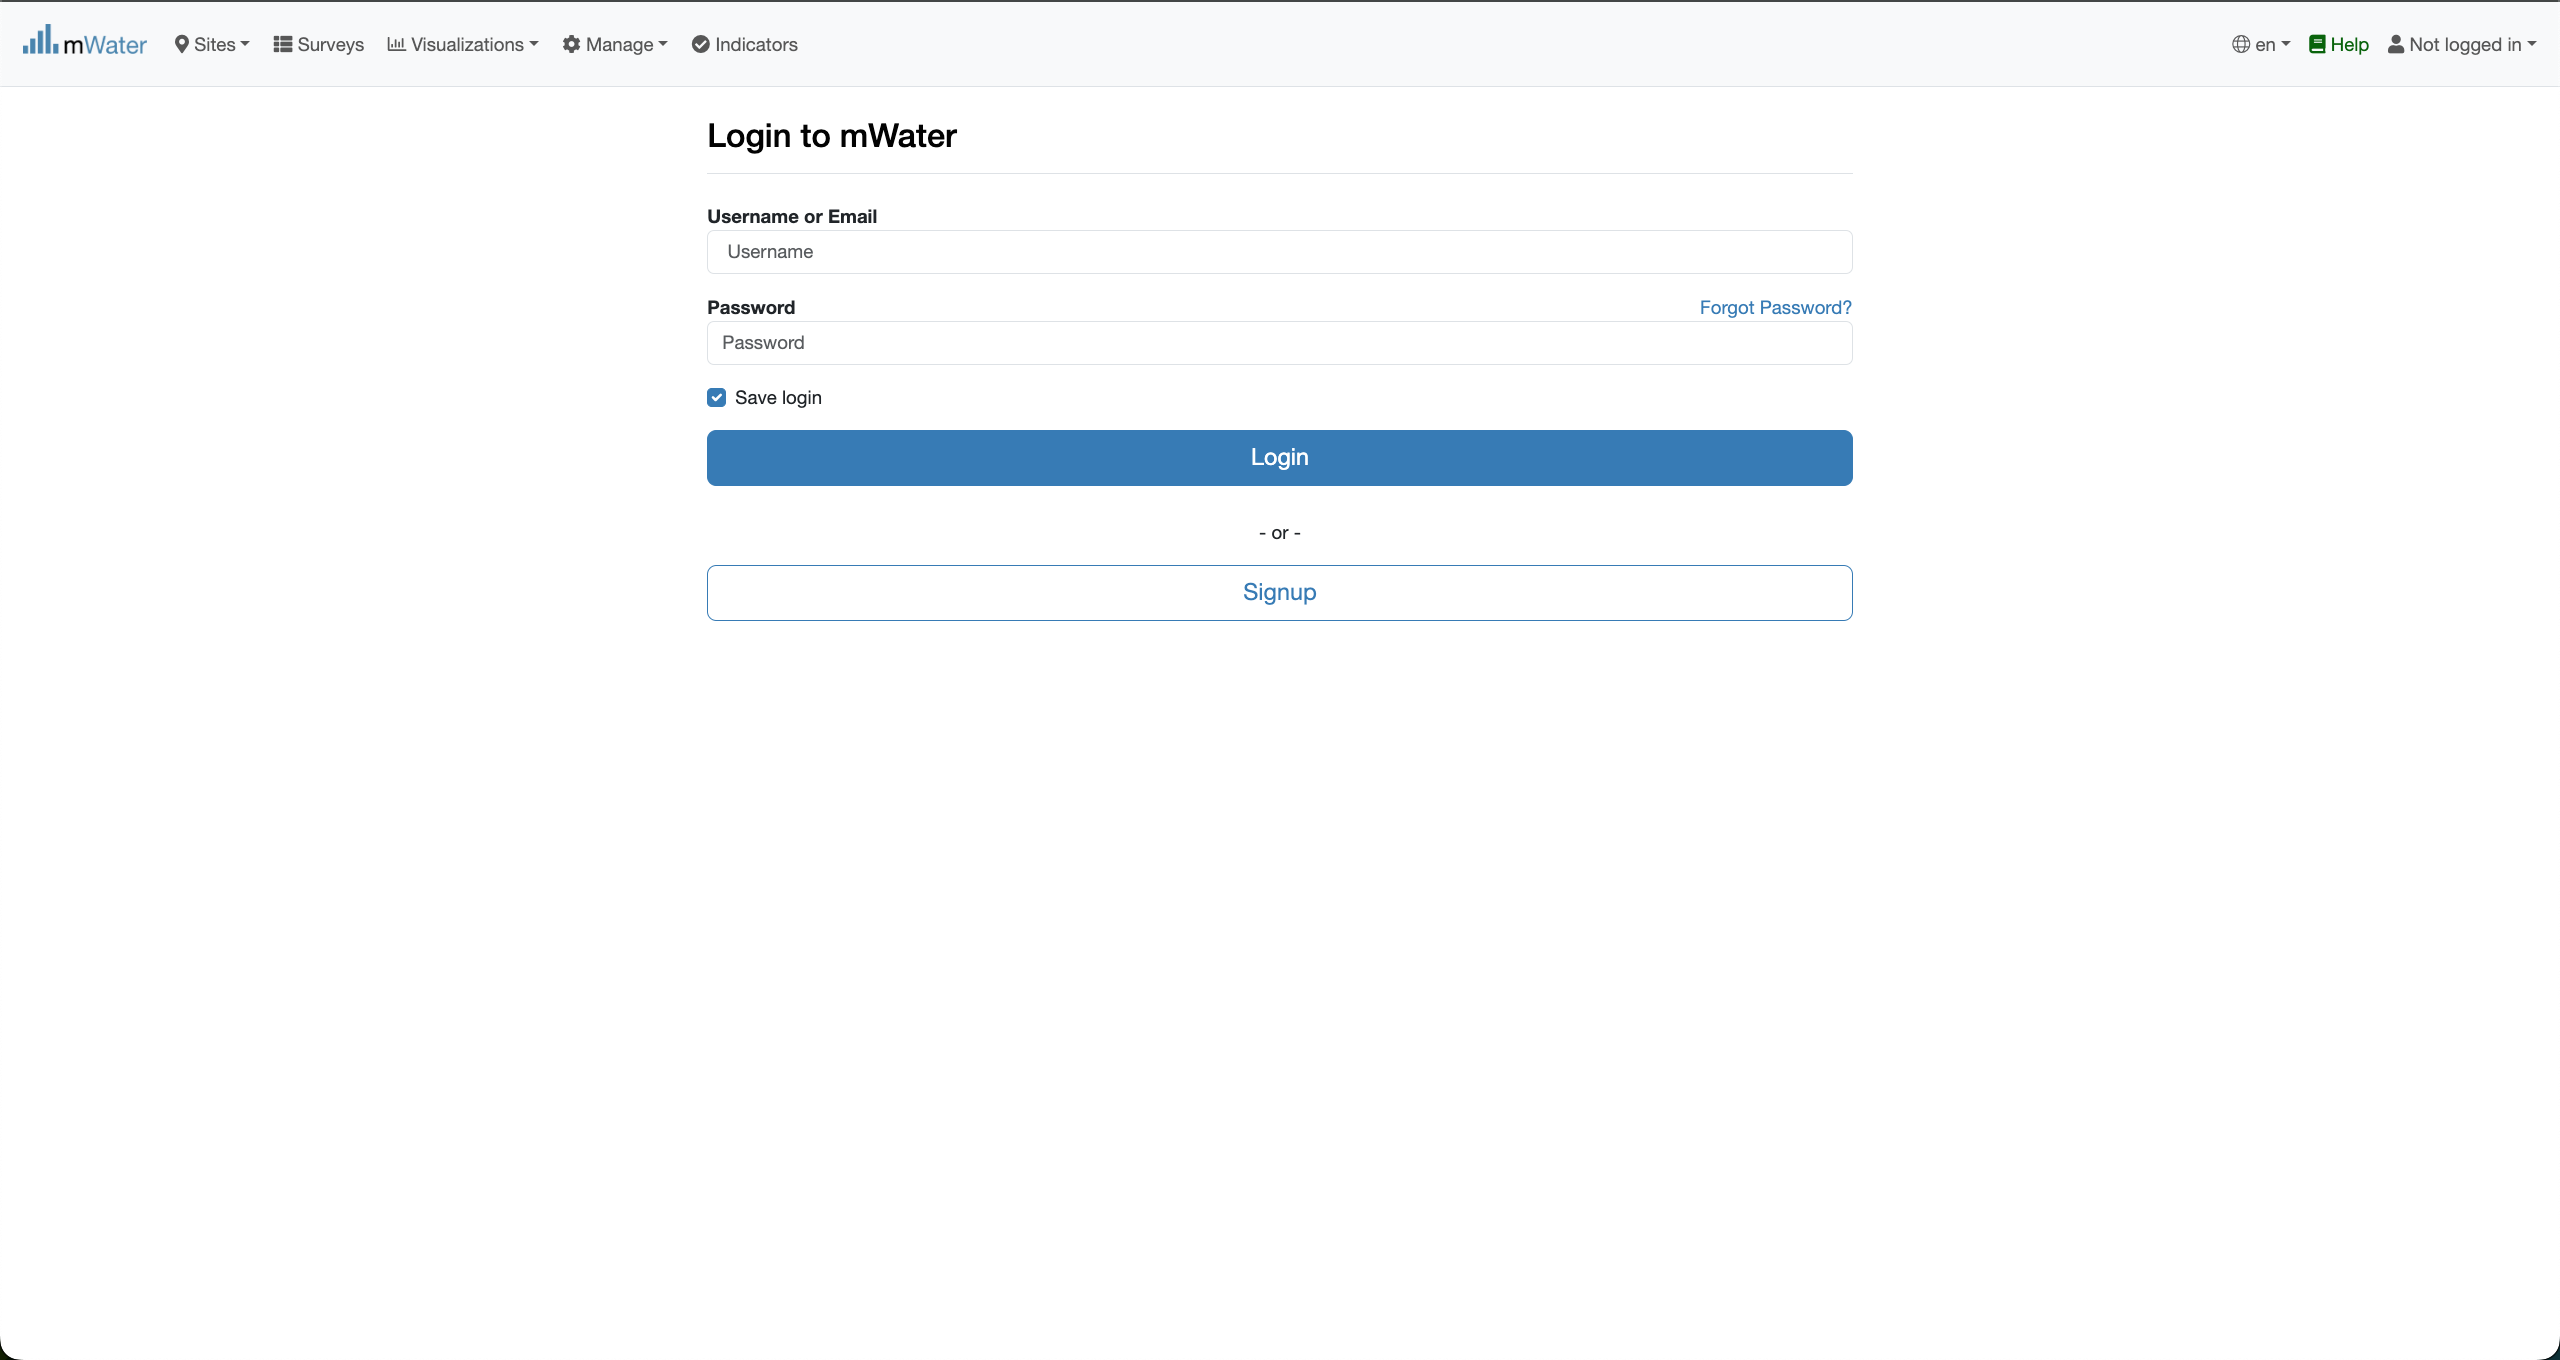 mWater Sites Surveys Visualizations Manage Indicators en Help Not logged in
Login to mWater
Username or Email
Username
Password Forgot Password?
Password
Save login
Login
- or -
Signup